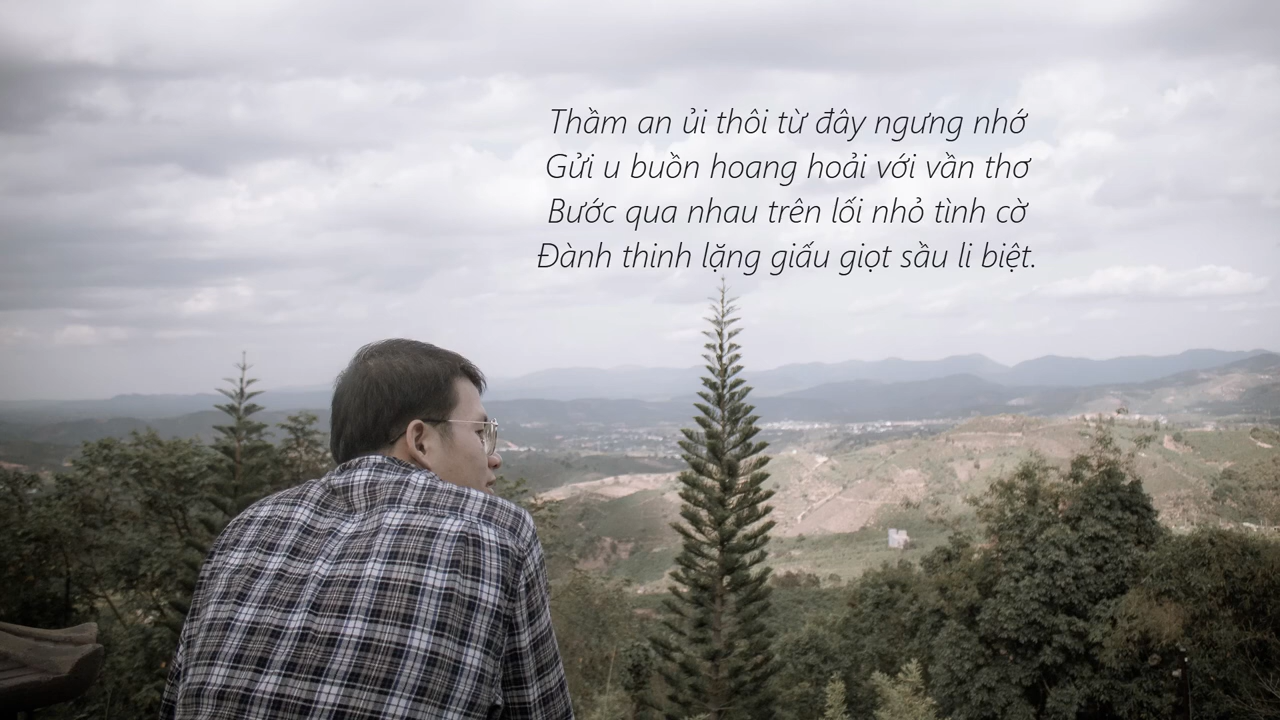 Thầm an ủi thôi từ đây ngưng nhớ
Gửi u buồn hoang hoải với vần thơ
Bước qua nhau trên lối nhỏ tình cờ
Đành thinh lặng giấu giọt sầu li biệt.